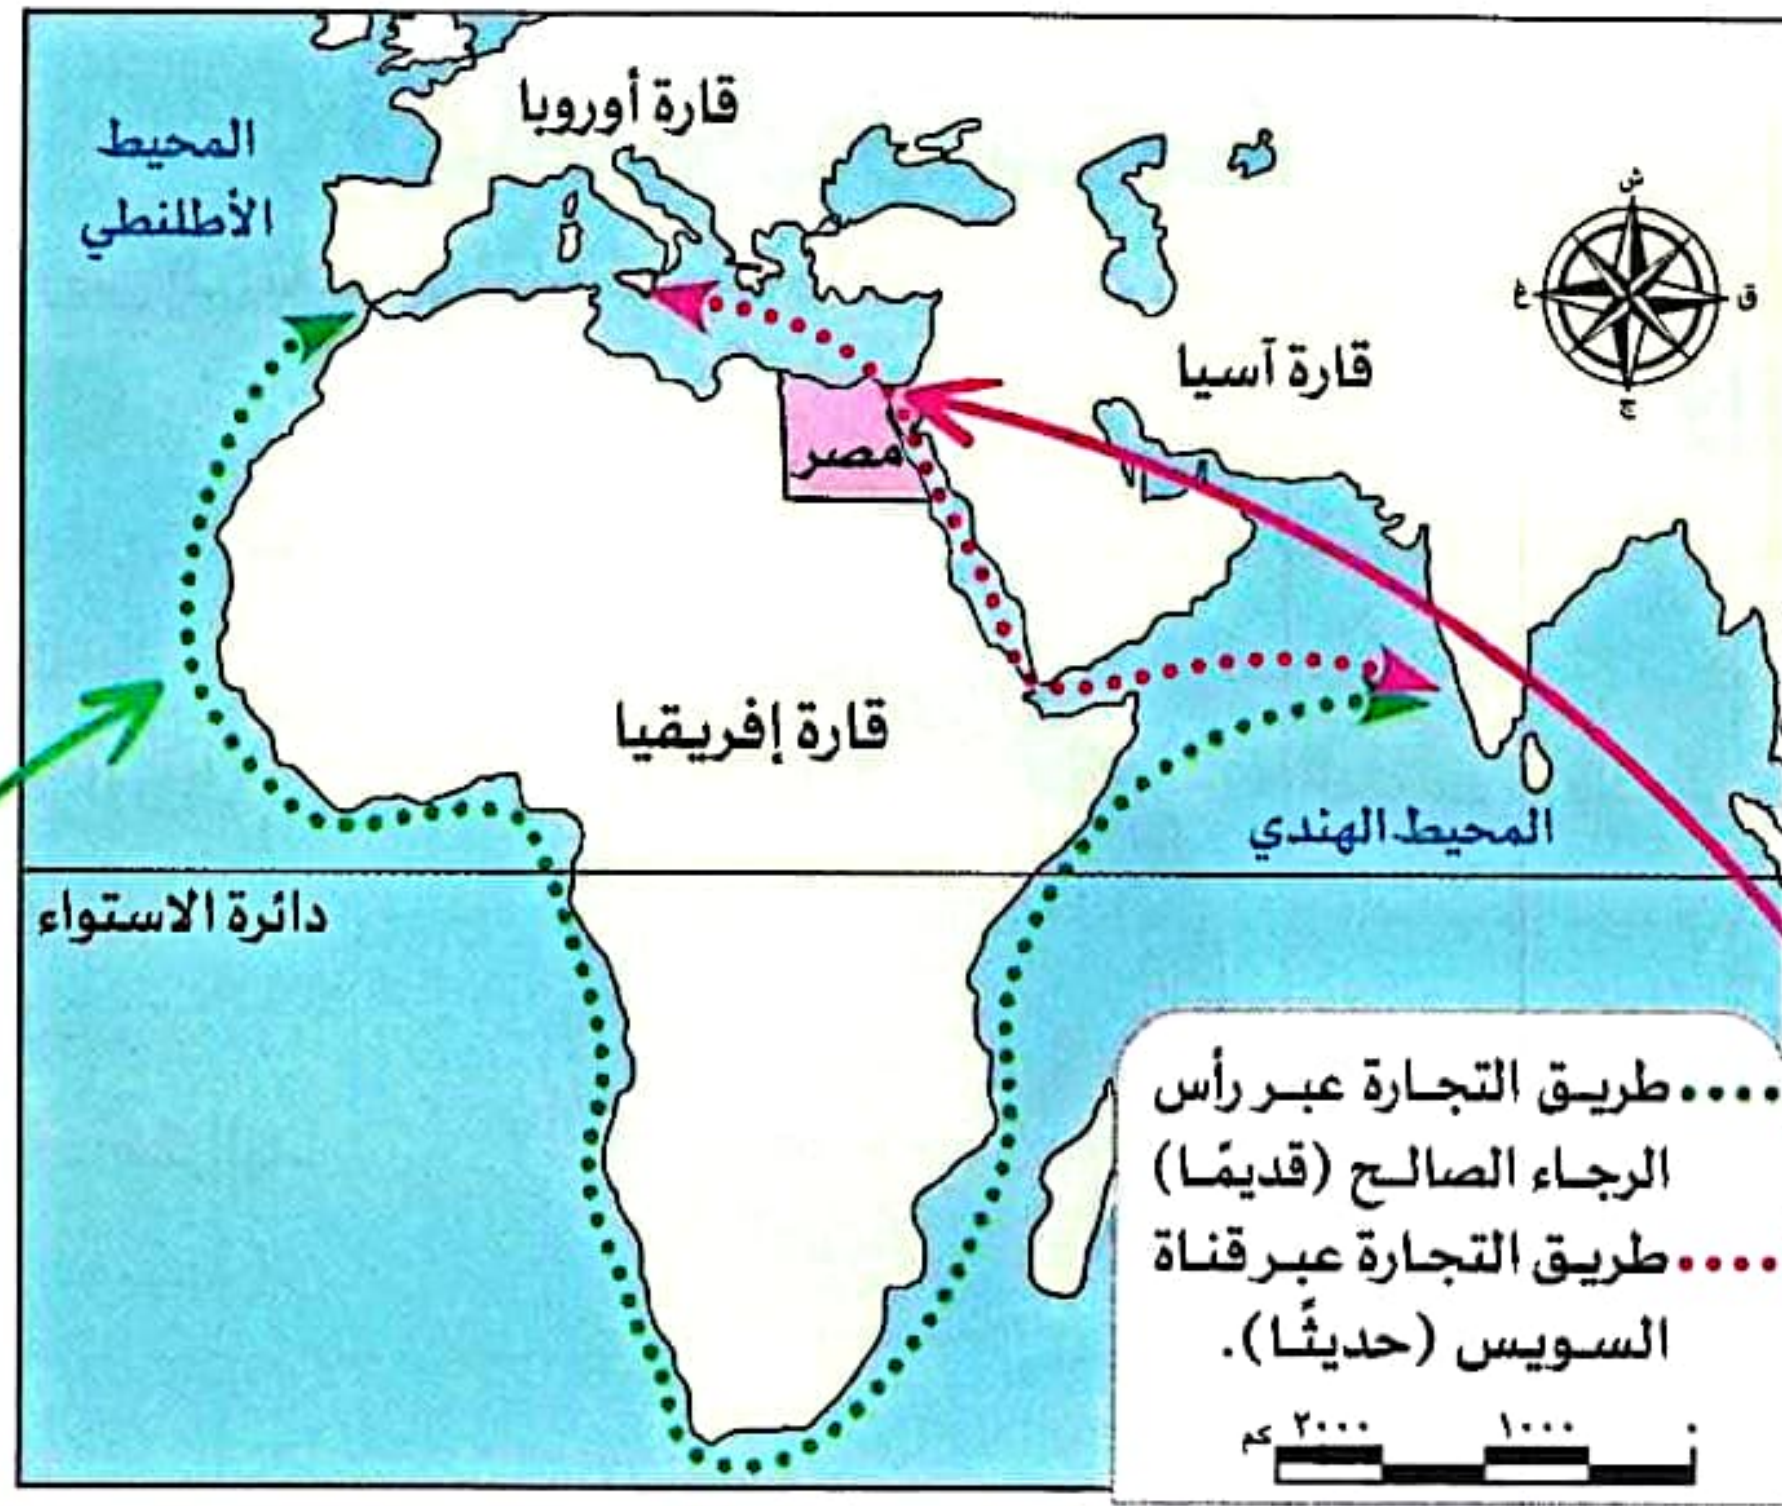 قارة أوروبا
المحيط
الأطلنطي
ش
ق
غ
ج
قارة آسيا
مصر
قارة إفريقيا
المحيط الهندي
دائرة الاستواء
طريق التجارة عبر رأس
الرجاء الصالح (قديمًا)
طريق التجارة عبر قناة
السويس (حديثًا).
٠ ١٠٠٠ ٢٠٠٠ كم